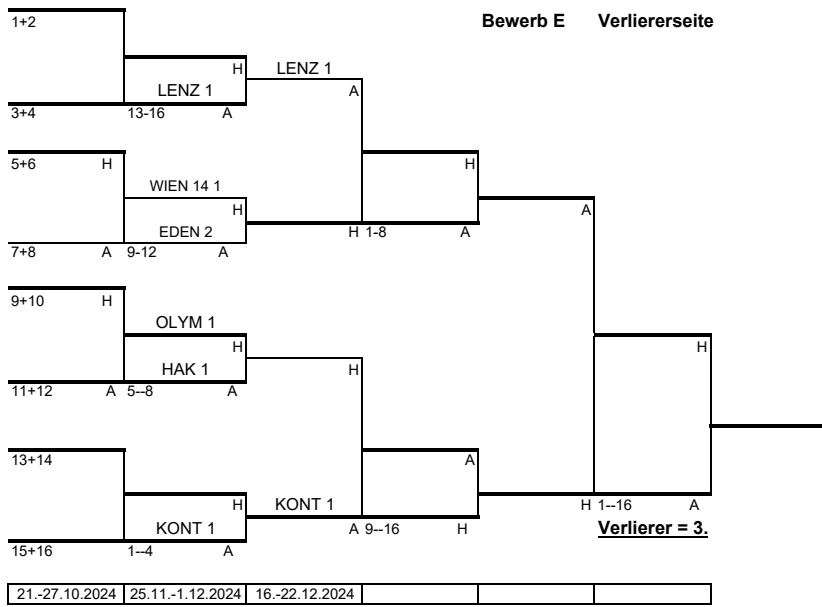 Bewerb E Verliererseite
1+2
H LENZ 1
LENZ 1 A
3+4 13-16 A
5+6 H H
WIEN 14 1
H A
EDEN 2 H 1-8 A
7+8 A 9-12 A
9+10 H
OLYM 1
H H
HAK 1 H
11+12 A 5--8 A
13+14 A
H KONT 1 H 1--16 A
KONT 1 A 9--16 H Verlierer = 3.
15+16 1--4 A
21.-27.10.2024 25.11.-1.12.2024 16.-22.12.2024